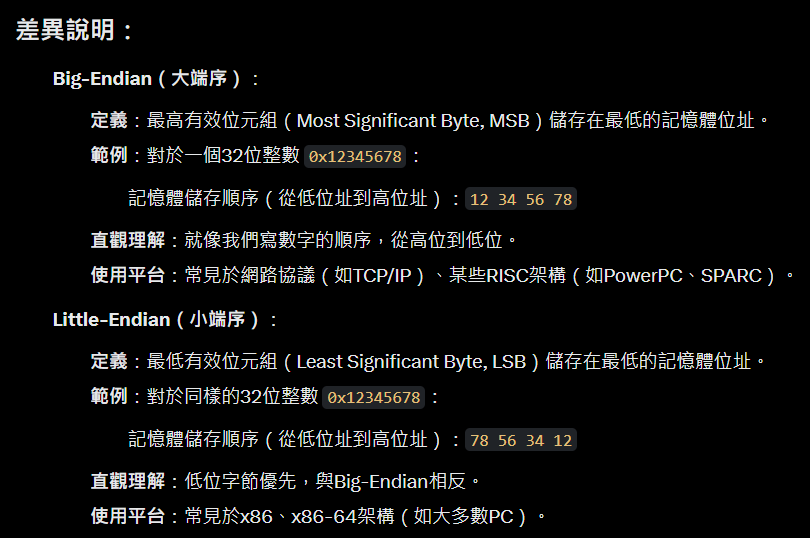 差異說明：
Big-Endian（大端序）：
定義：最高有效位元組（Most Significant Byte, MSB）儲存在最低的記憶體位址。
範例：對於一個32位整數 0x12345678：
記憶體儲存順序（從低位址到高位址）：12 34 56 78
直觀理解：就像我們寫數字的順序，從高位到低位。
使用平台：常見於網路協議（如TCP/IP）、某些RISC架構（如PowerPC、SPARC）。
Little-Endian（小端序）：
定義：最低有效位元組（Least Significant Byte, LSB）儲存在最低的記憶體位址。
範例：對於同樣的32位整數 0x12345678：
記憶體儲存順序（從低位址到高位址）：78 56 34 12
直觀理解：低位字節優先，與Big-Endian相反。
使用平台：常見於x86、x86-64架構（如大多數PC）。